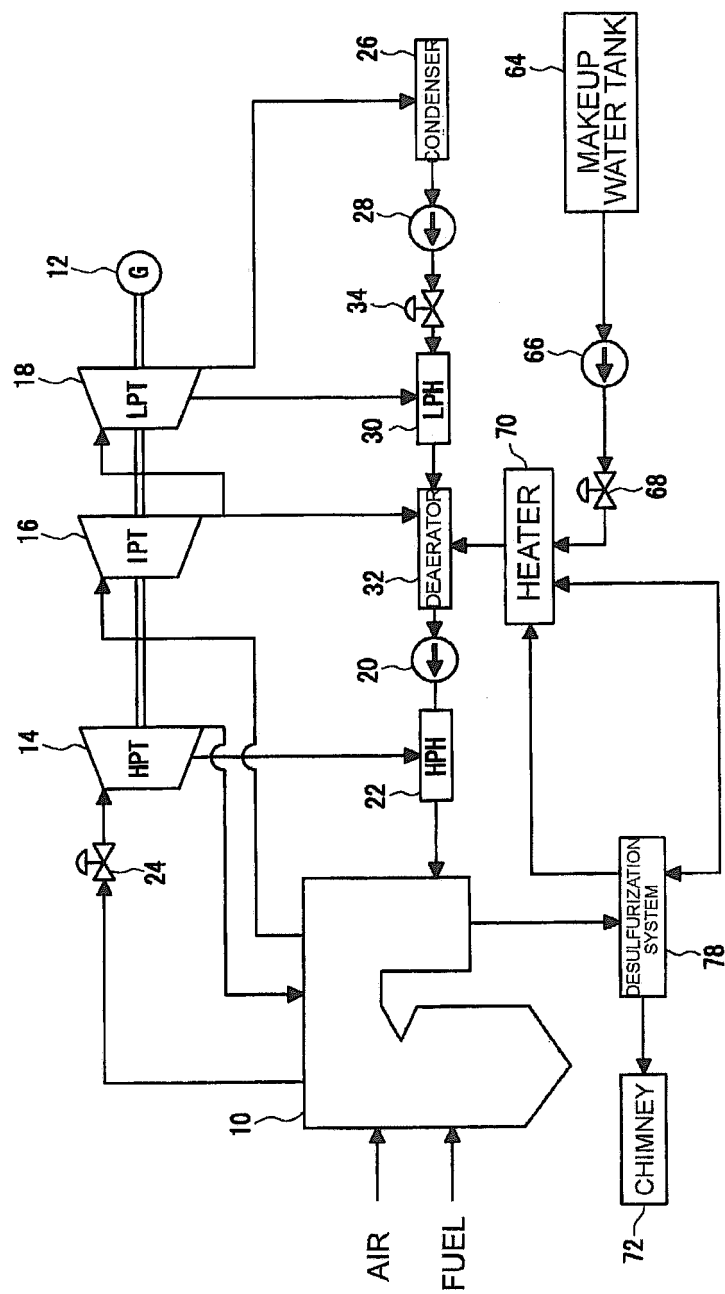 12
G
18
LPT
16
IPT
14
HPT
24
10
AIR
FUEL
26
CONDENSER
28
34
LPH
30
DEAERATOR
32
20
HPH
22
64
MAKEUP
WATER TANK
66
68
70
HEATER
DESULFURIZATION
SYSTEM
78
CHIMNEY
72